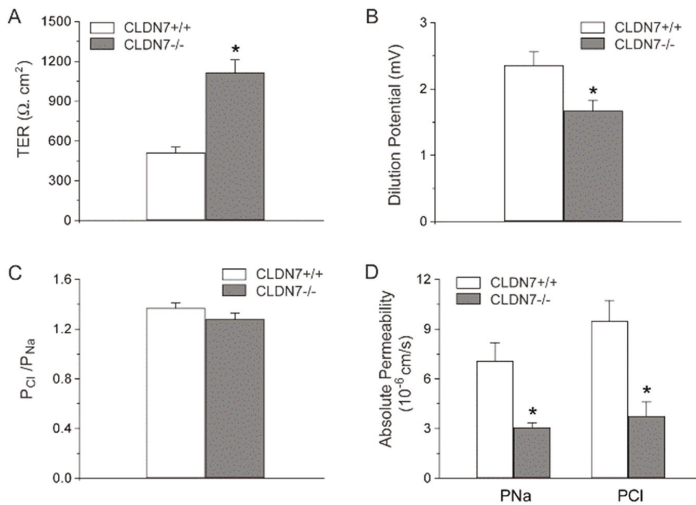 A
CLDN7+/+
CLDN7-/-
TER (Ω. cm²)
1500
1200
900
600
300
0
*
B
CLDN7+/+
CLDN7-/-
Dilution Potential (mV)
3
2
1
0
*
C
CLDN7+/+
CLDN7-/-
PCl /PNa
1.6
1.2
0.8
0.4
0.0
D
CLDN7+/+
CLDN7-/-
Absolute Permeability
(10⁻⁶ cm/s)
12
9
6
3
0
*
*
PNa
PCl